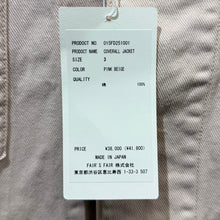 PRODUCT NO 015FD251G01
PRODUCT NAME COVERALL JACKET
SIZE 3
COLOR PINK BEIGE
QUALITY
綿 100%
PRICE ¥38,000 (¥41,800)
MADE IN JAPAN
FAIR'S FAIR 株式会社
東京都渋谷区恵比寿西 1-33-3 507